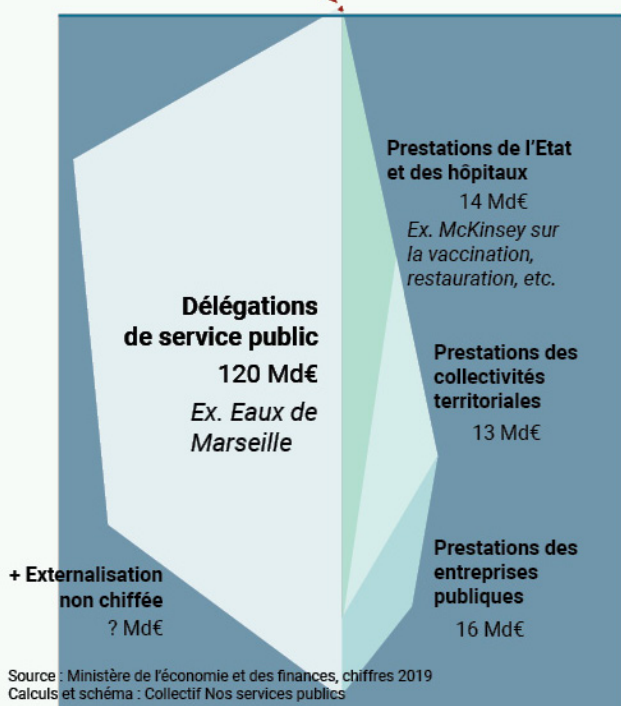 Prestations de l'Etat
et des hôpitaux
14 Md€
Ex. McKinsey sur
la vaccination,
restauration, etc.
Délégations
de service public
120 Md€
Ex. Eaux de
Marseille
Prestations des
collectivités
territoriales
13 Md€
+ Externalisation
non chiffée
? Md€
Prestations des
entreprises
publiques
16 Md€
Source : Ministère de l'économie et des finances, chiffres 2019
Calculs et schéma : Collectif Nos services publics